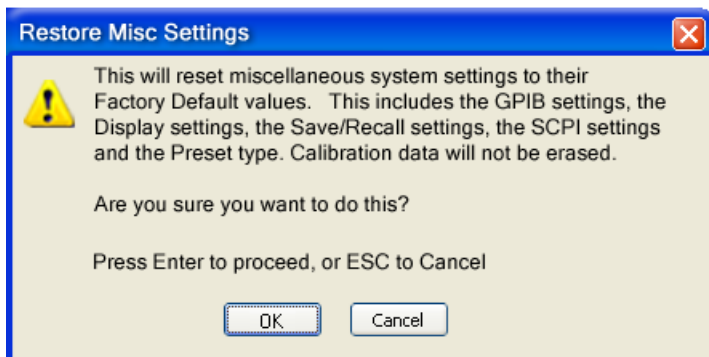 Restore Misc Settings
This will reset miscellaneous system settings to their
Factory Default values.   This includes the GPIB settings, the
Display settings, the Save/Recall settings, the SCPI settings
and the Preset type. Calibration data will not be erased.
Are you sure you want to do this?
Press Enter to proceed, or ESC to Cancel
OK
Cancel